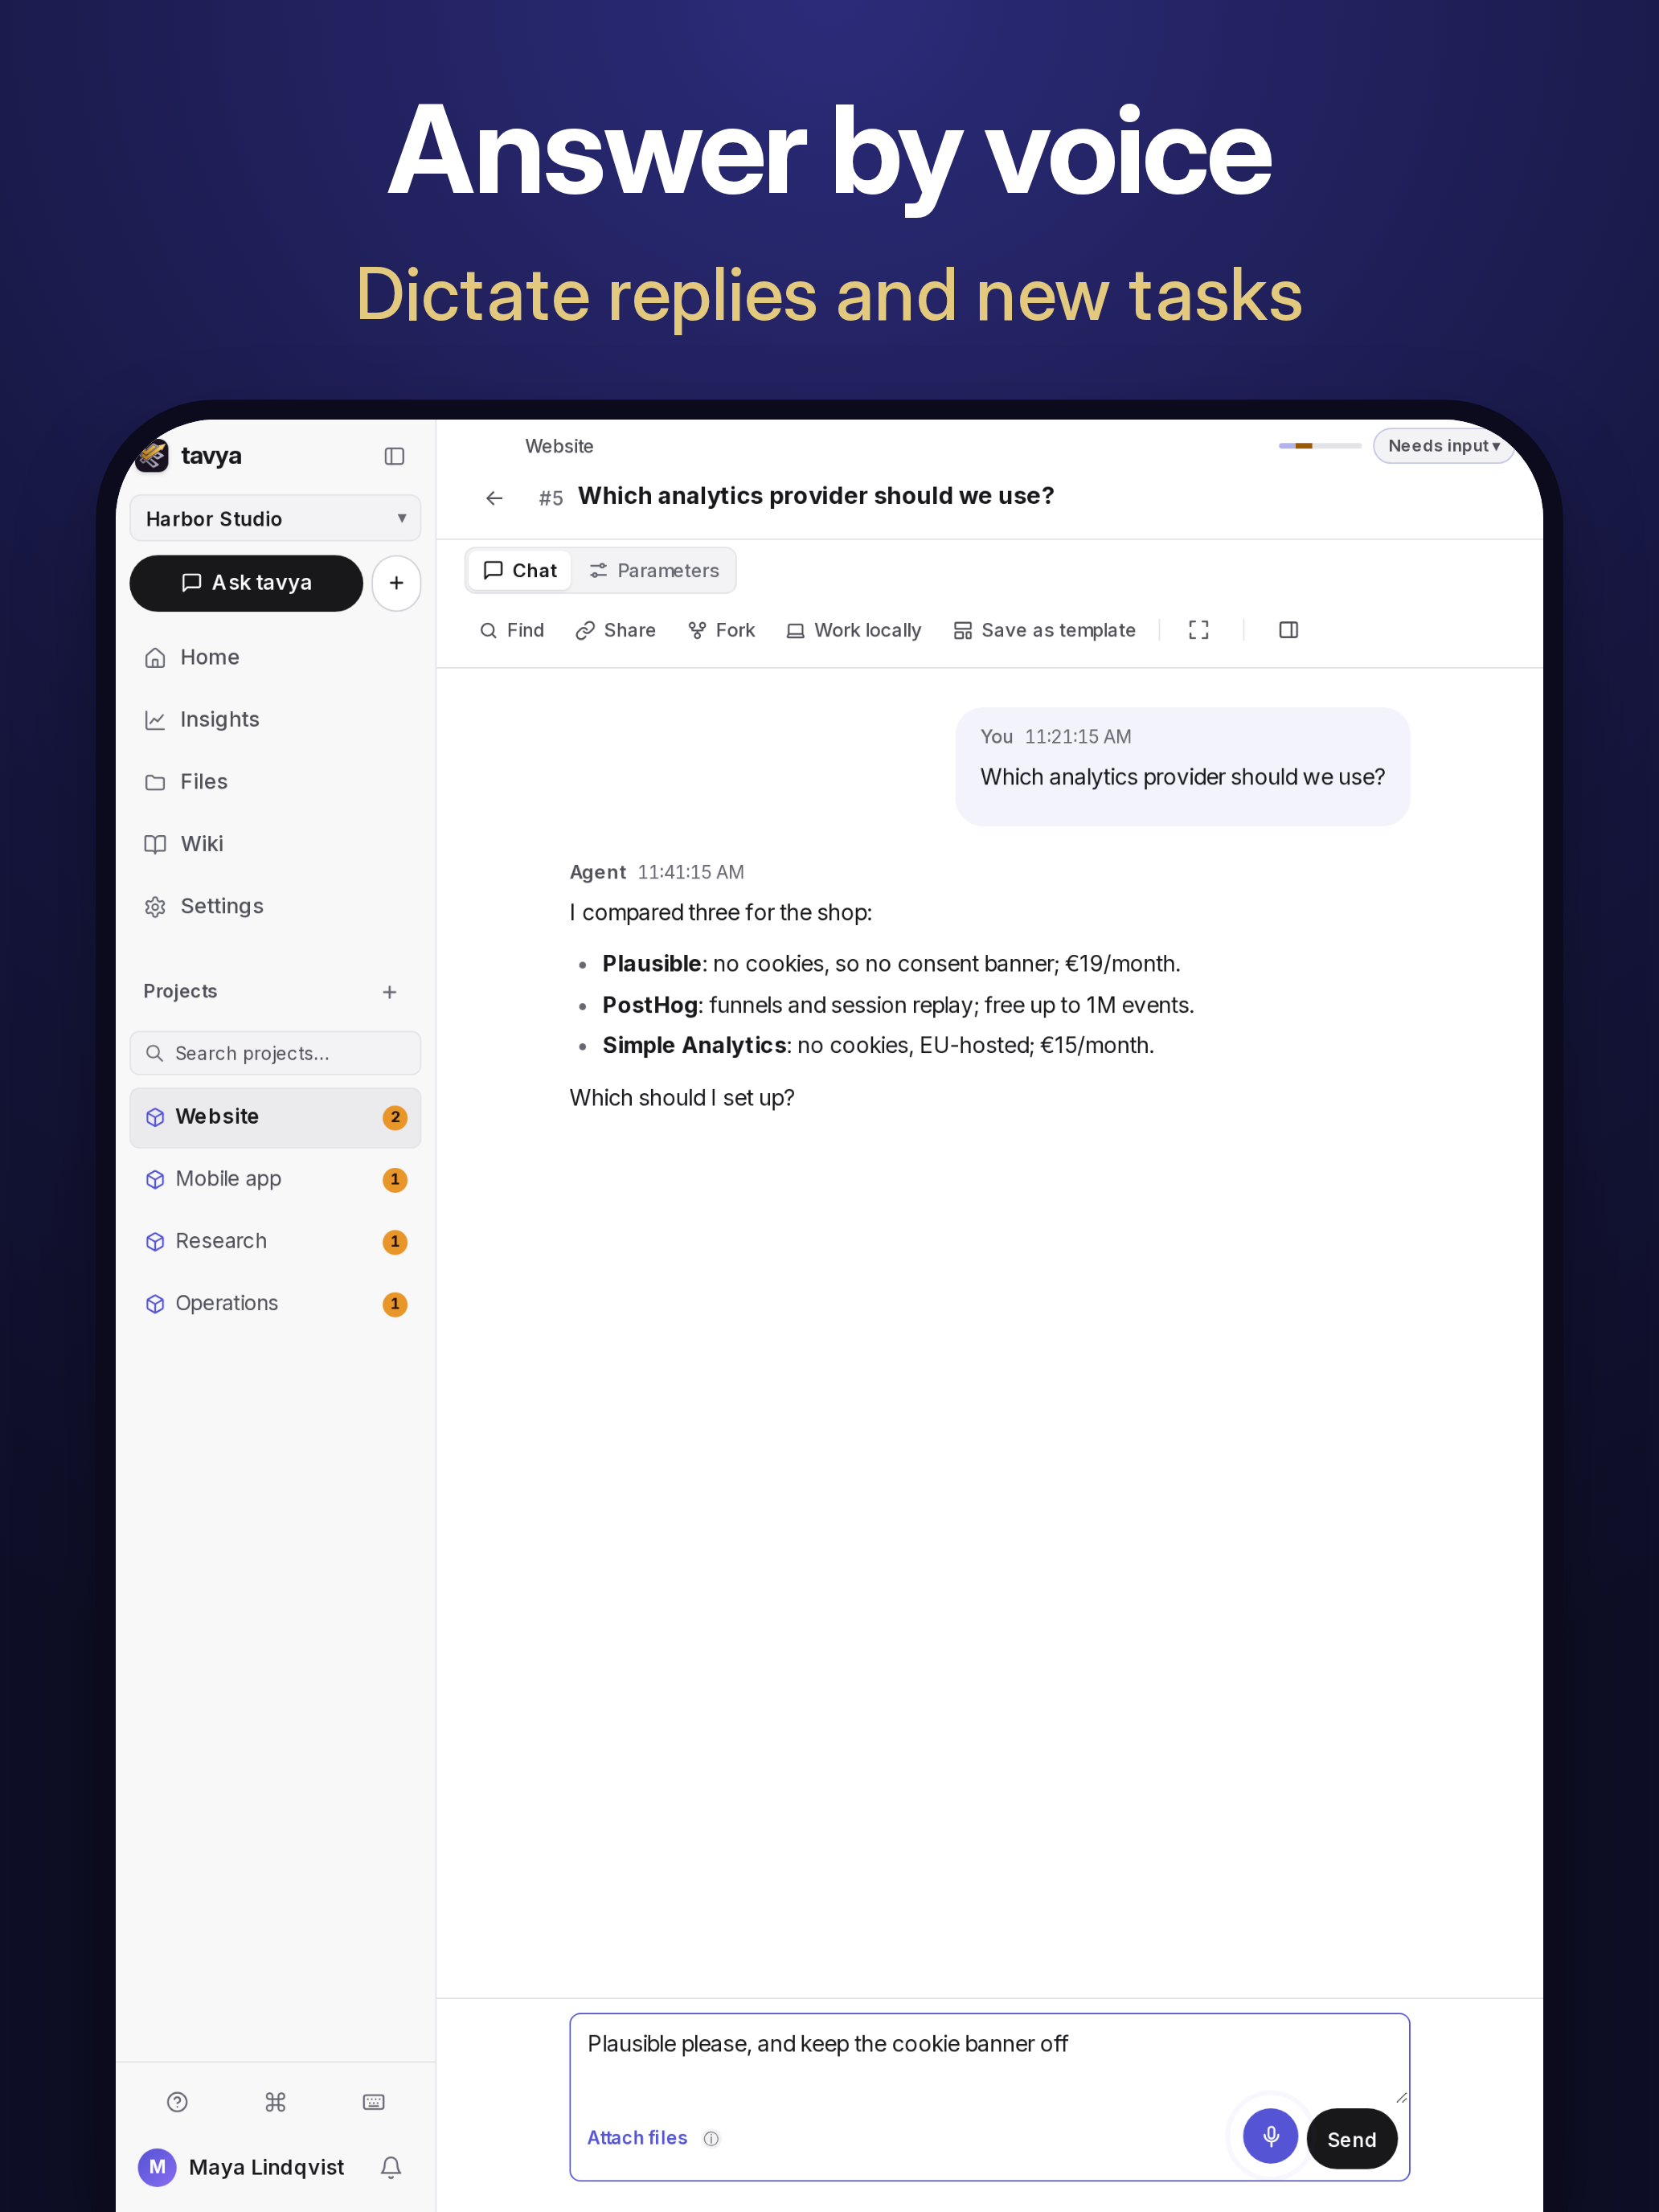 Answer by voice
Dictate replies and new tasks
tavya
Harbor Studio
Ask tavya
Home
Insights
Files
Wiki
Settings
Projects
Search projects...
Website 2
Mobile app 1
Research 1
Operations 1
M Maya Lindqvist
Website
Needs input
#5 Which analytics provider should we use?
Chat Parameters
Find Share Fork Work locally Save as template
You 11:21:15 AM
Which analytics provider should we use?
Agent 11:41:15 AM
I compared three for the shop:
• Plausible: no cookies, so no consent banner; €19/month.
• PostHog: funnels and session replay; free up to 1M events.
• Simple Analytics: no cookies, EU-hosted; €15/month.
Which should I set up?
Plausible please, and keep the cookie banner off
Attach files
Send